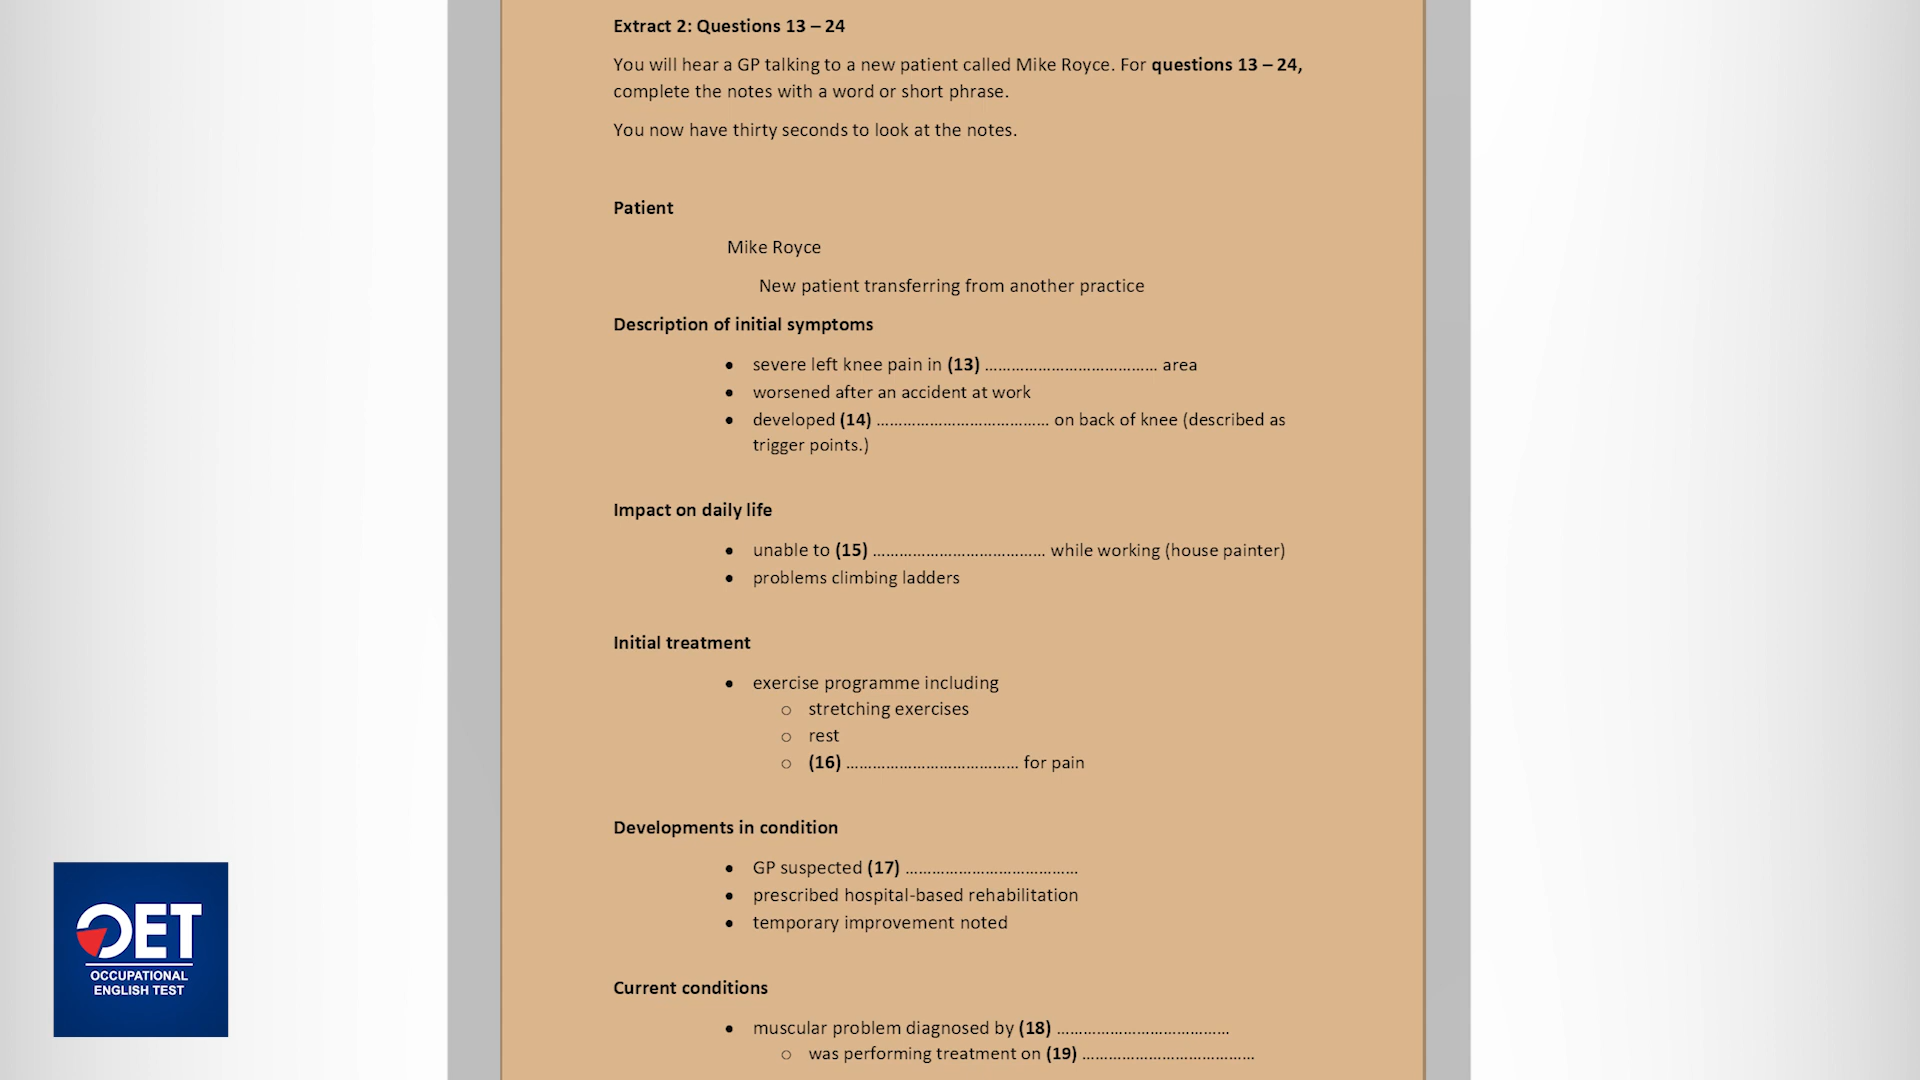 Extract 2: Questions 13 – 24
You will hear a GP talking to a new patient called Mike Royce. For questions 13 – 24,
complete the notes with a word or short phrase.
You now have thirty seconds to look at the notes.
Patient
Mike Royce
New patient transferring from another practice
Description of initial symptoms
• severe left knee pain in (13) ………………………………… area
• worsened after an accident at work
• developed (14) ………………………………… on back of knee (described as
trigger points.)
Impact on daily life
• unable to (15) ………………………………… while working (house painter)
• problems climbing ladders
Initial treatment
• exercise programme including
○ stretching exercises
○ rest
○ (16) ………………………………… for pain
Developments in condition
• GP suspected (17) …………………………………
• prescribed hospital-based rehabilitation
• temporary improvement noted
Current conditions
• muscular problem diagnosed by (18) …………………………………
○ was performing treatment on (19) …………………………………
OET
OCCUPATIONAL
ENGLISH TEST